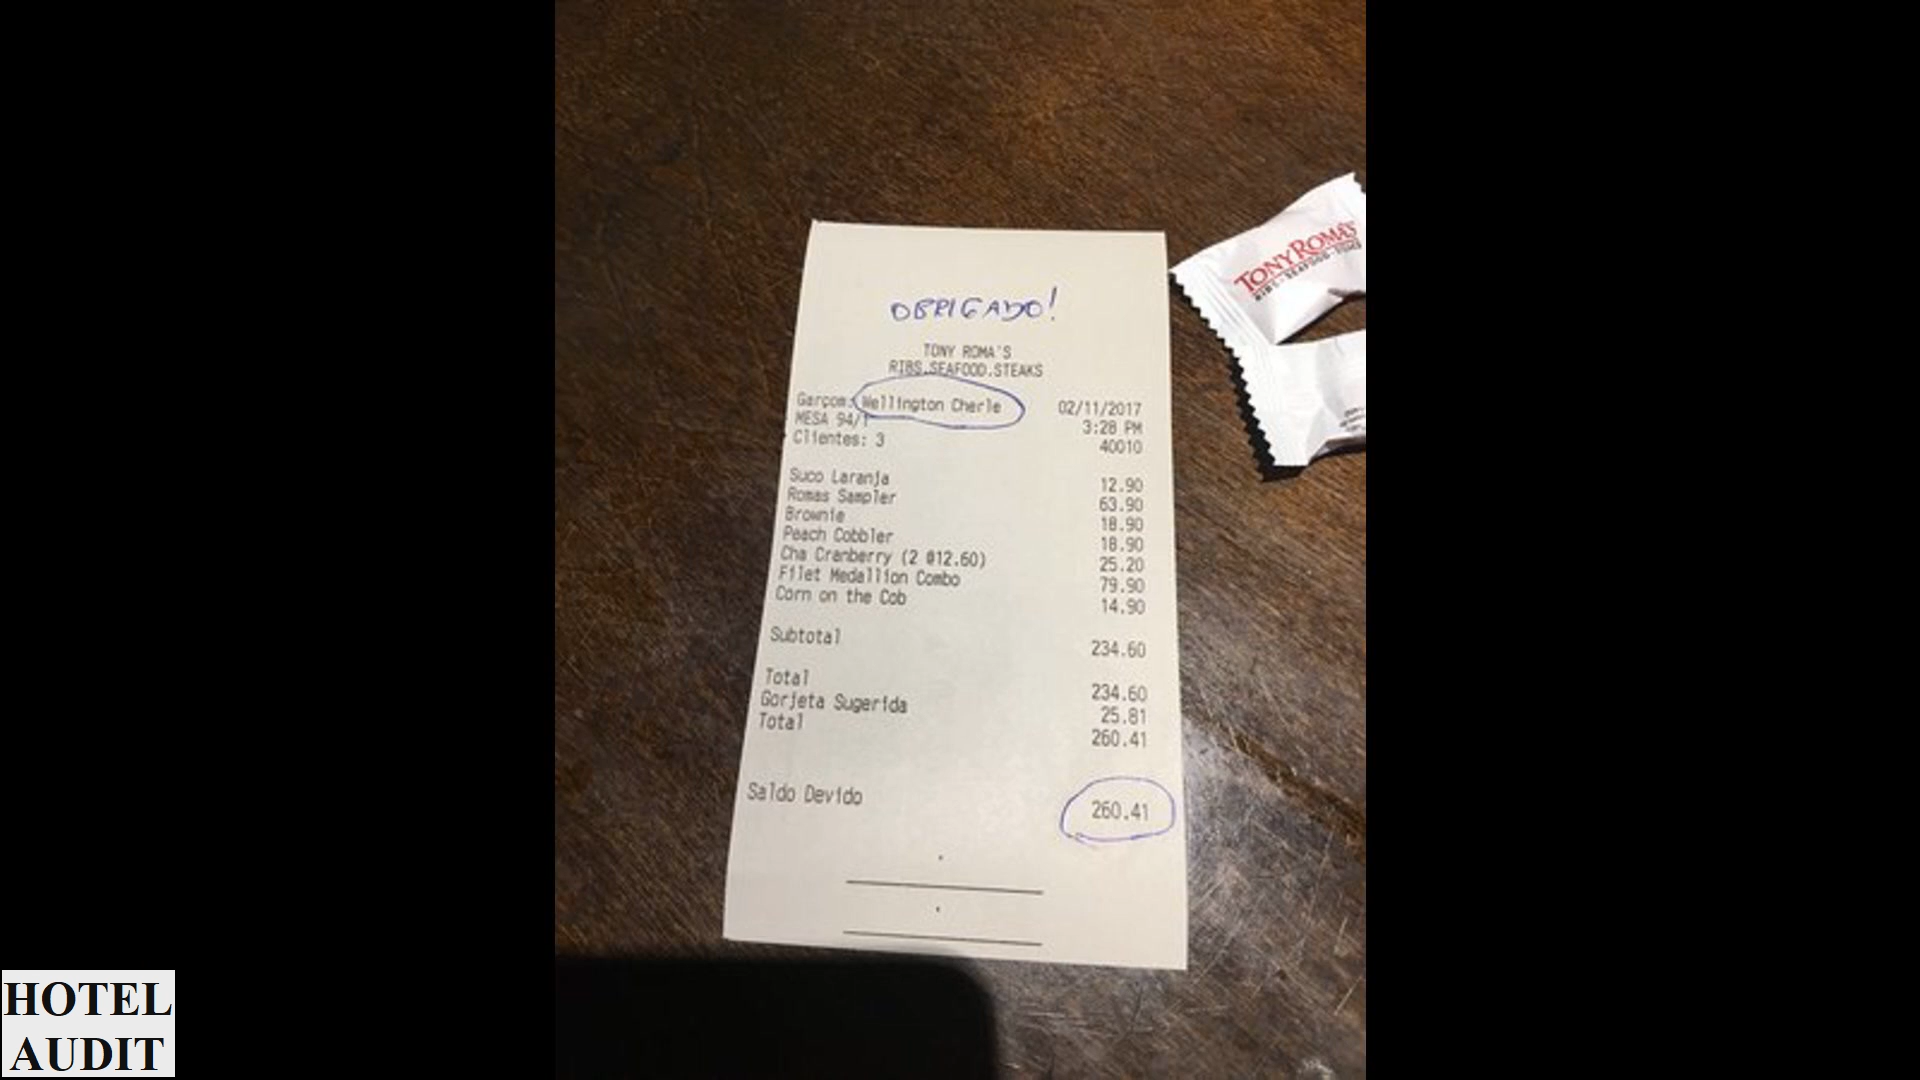 OBRIGADO!
TONY ROMA'S
RIBS.SEAFOOD.STEAKS
Garçom: Wellington Cherle 02/11/2017
MESA 94/1 3:28 PM
Clientes: 3 40010
Suco Laranja 12.90
Romas Sampler 63.90
Brownie 18.90
Peach Cobbler 18.90
Cha Cranberry (2 @12.60) 25.20
Filet Medallion Combo 79.90
Corn on the Cob 14.90
Subtotal 234.60
Total 234.60
Gorjeta Sugerida 25.81
Total 260.41
Saldo Devido 260.41
TONY ROMA'S
RIBS•SEAFOOD•STEAKS
HOTEL
AUDIT